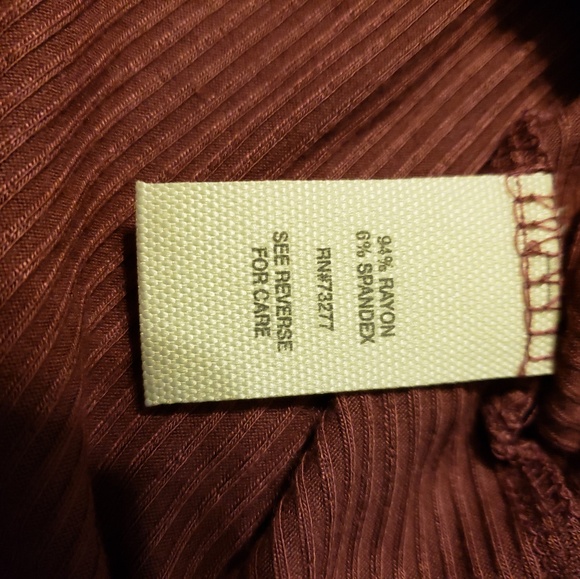 94% RAYON
6% SPANDEX
RN#73277
SEE REVERSE
FOR CARE